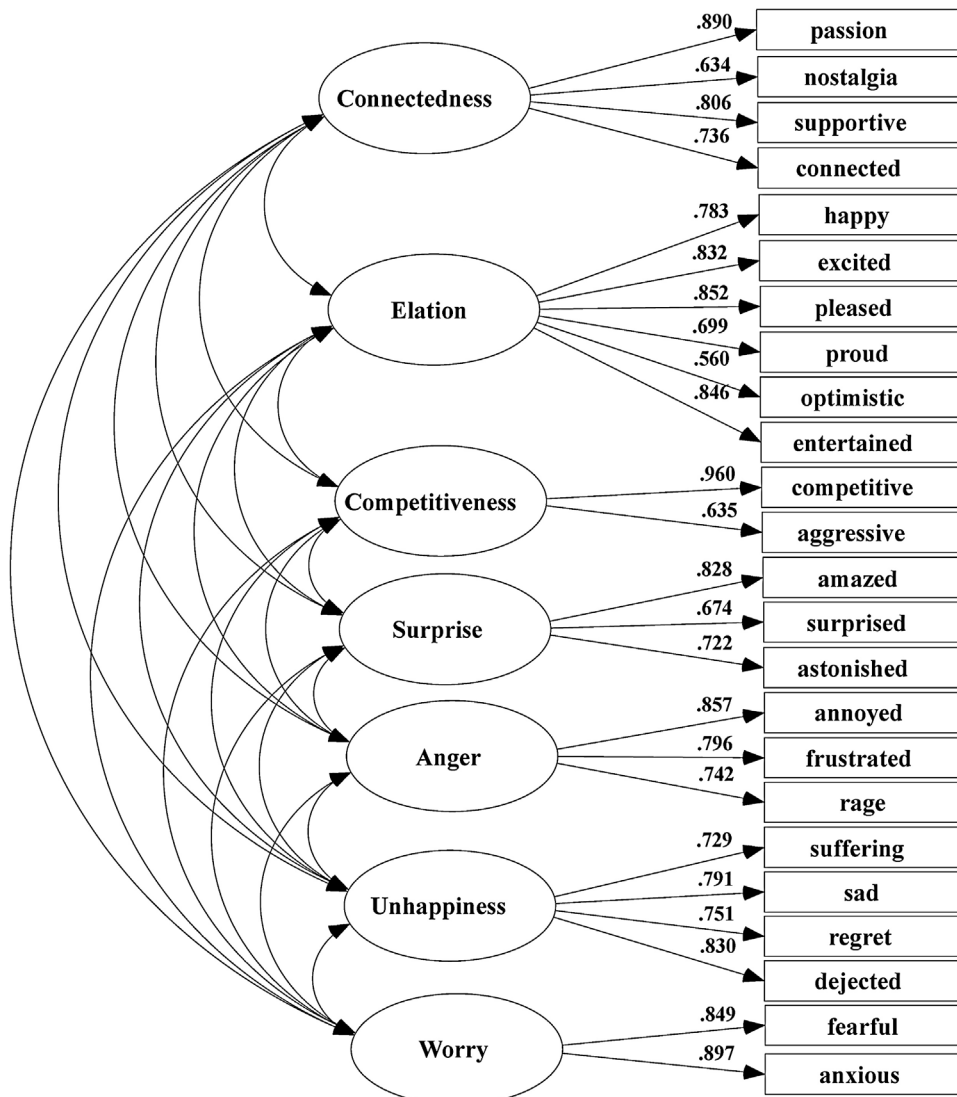 .890
passion
.634
nostalgia
Connectedness
.806
supportive
.736
connected
.783
happy
.832
excited
.852
pleased
Elation
.699
proud
.560
optimistic
.846
entertained
.960
competitive
Competitiveness
.635
aggressive
.828
amazed
.674
surprised
Surprise
.722
astonished
.857
annoyed
.796
frustrated
Anger
.742
rage
.729
suffering
.791
sad
Unhappiness
.751
regret
.830
dejected
.849
fearful
Worry
.897
anxious